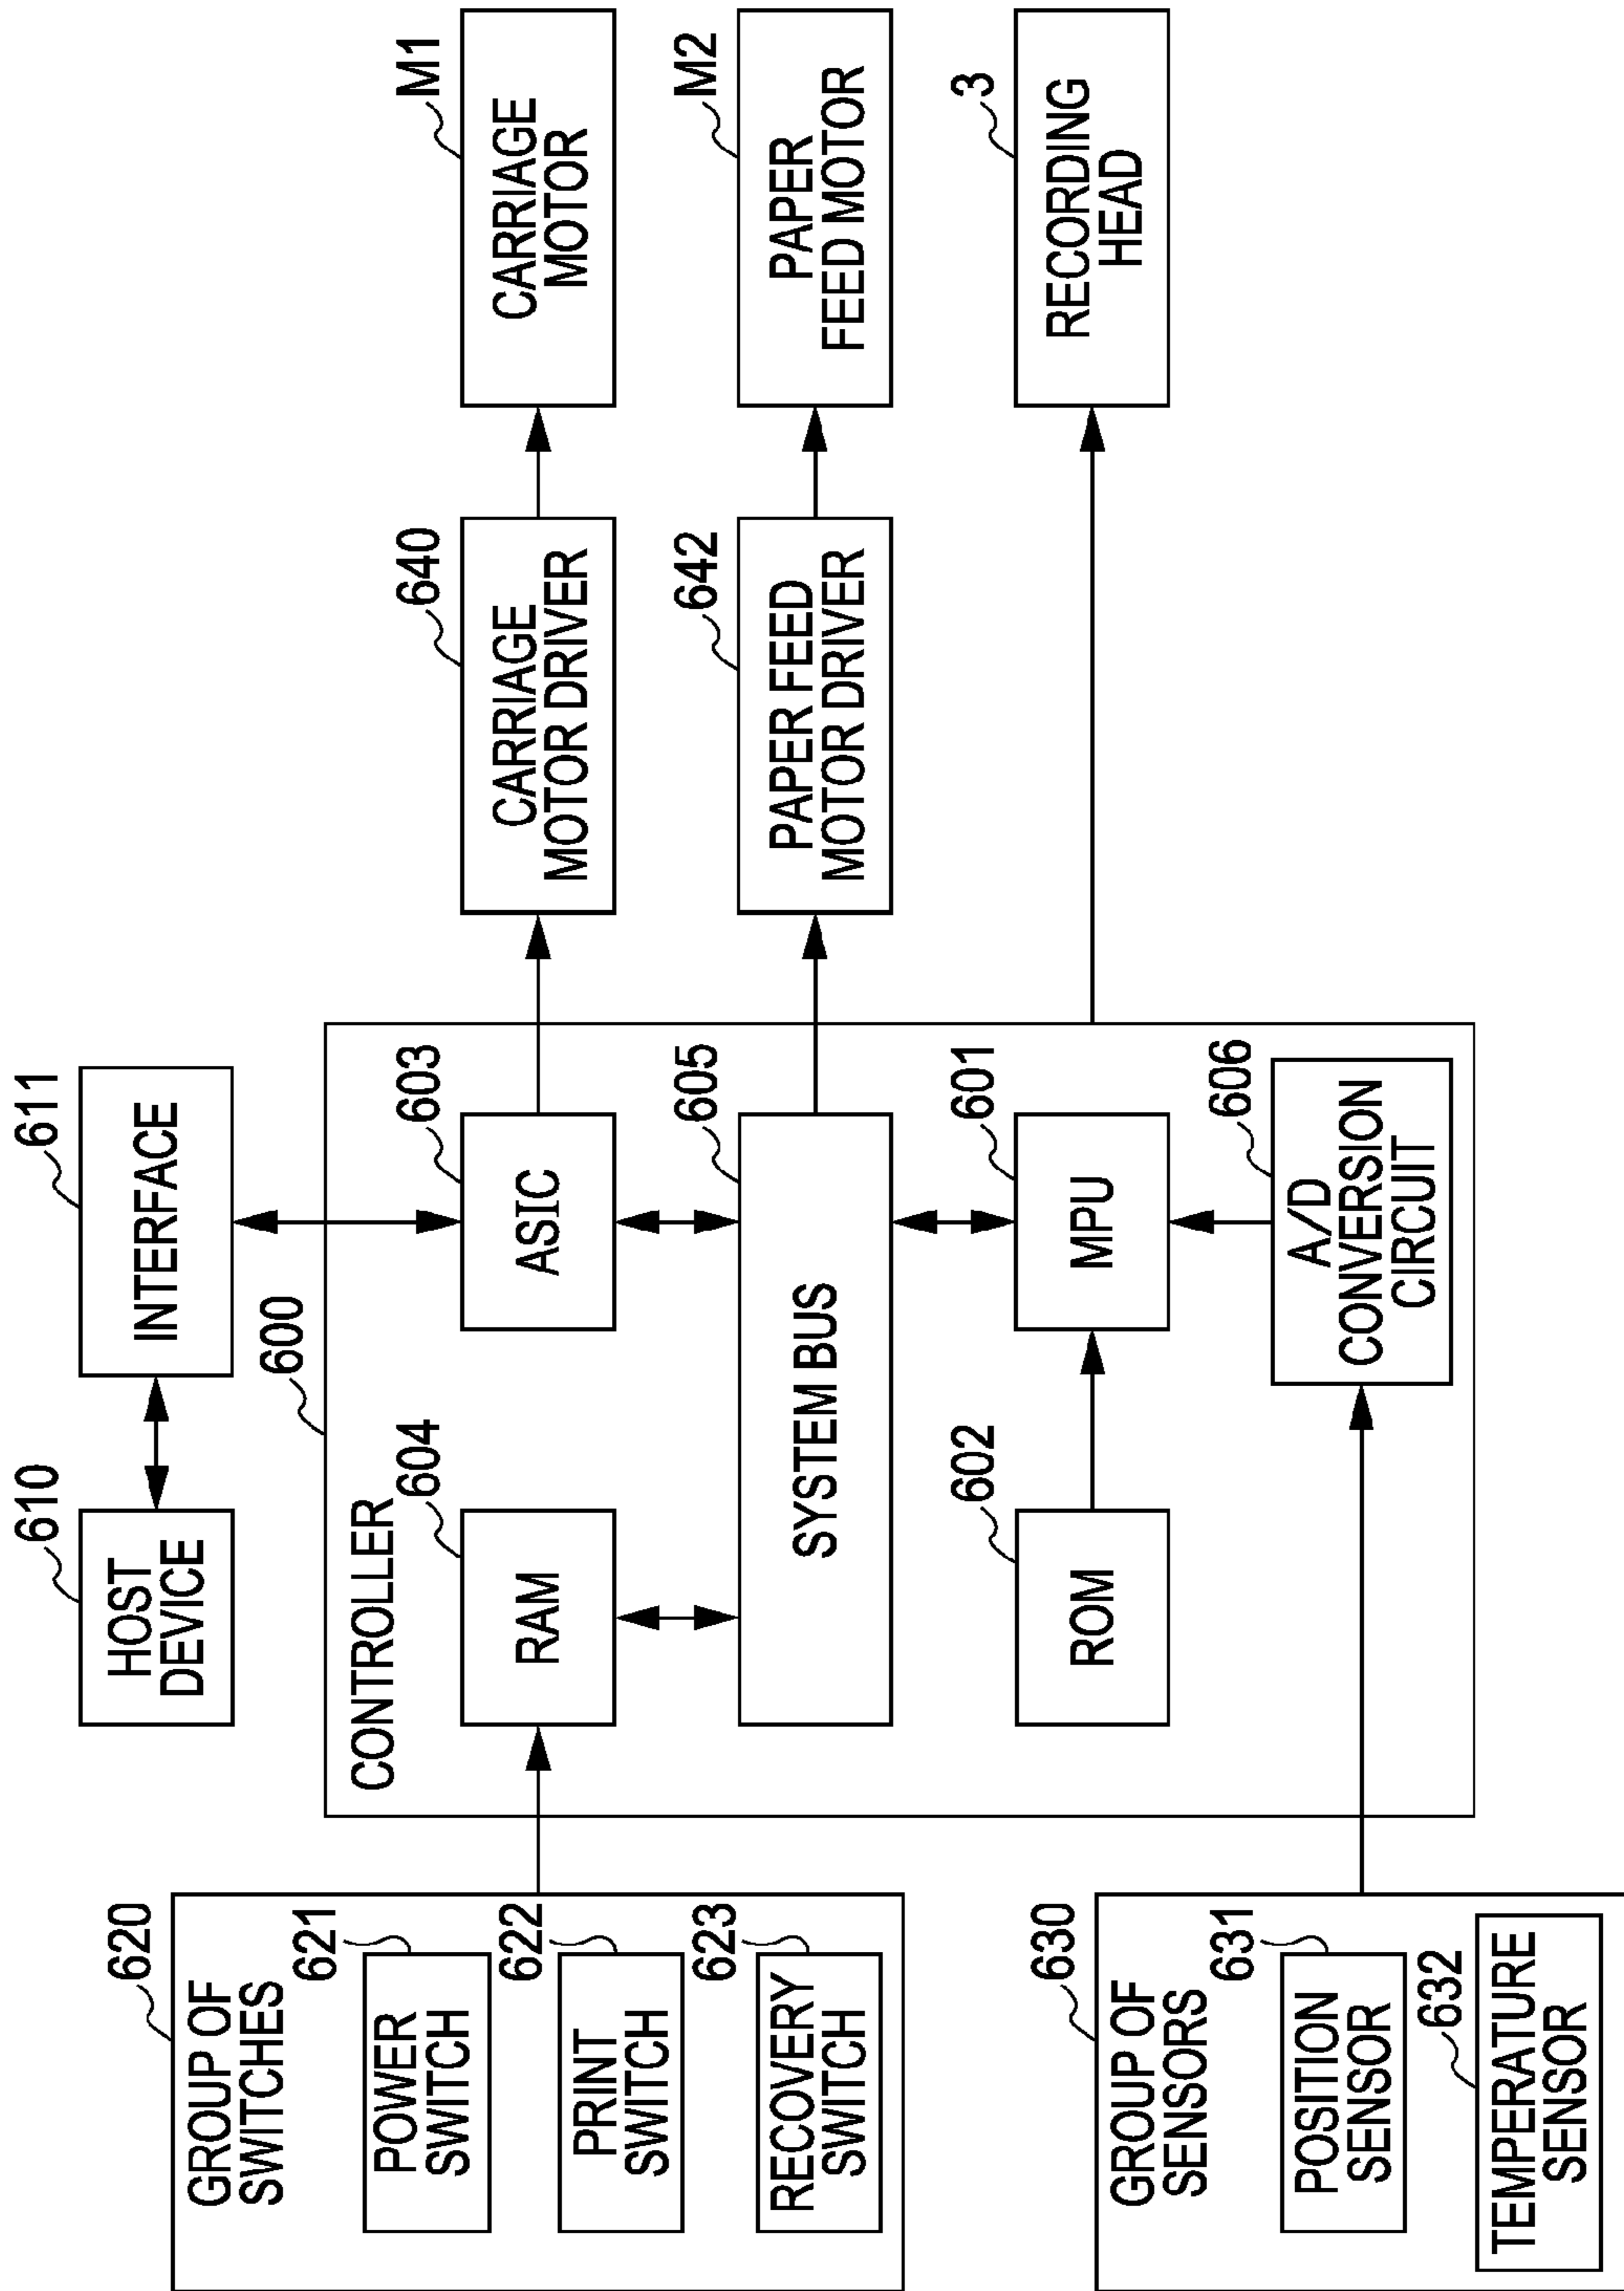 610
HOST
DEVICE
611
INTERFACE
600
CONTROLLER
620
GROUP OF
SWITCHES
621
POWER
SWITCH
622
PRINT
SWITCH
623
RECOVERY
SWITCH
604
RAM
603
ASIC
640
CARRIAGE
MOTOR DRIVER
M1
CARRIAGE
MOTOR
605
SYSTEM BUS
642
PAPER FEED
MOTOR DRIVER
M2
PAPER
FEED MOTOR
602
ROM
601
MPU
3
RECORDING
HEAD
630
GROUP OF
SENSORS
631
POSITION
SENSOR
632
TEMPERATURE
SENSOR
606
A/D
CONVERSION
CIRCUIT